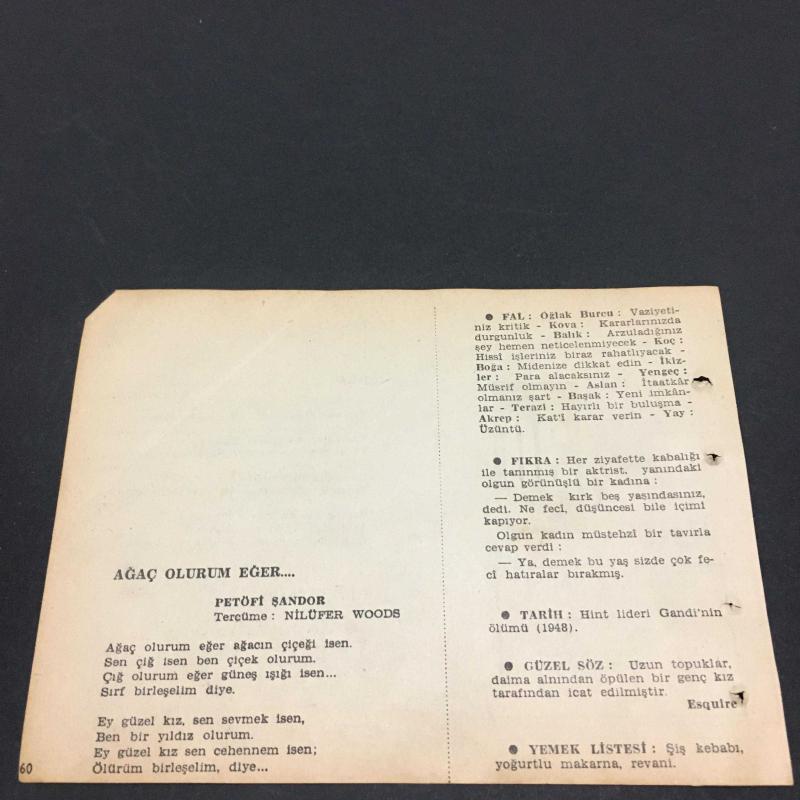 AĞAÇ OLURUM EĞER....
PETÖFİ ŞANDOR
Tercüme : NİLÜFER WOODS
Ağaç olurum eğer ağacın çiçeği isen.
Sen çiğ isen ben çiçek olurum.
Çığ olurum eğer güneş ışığı isen...
Sırf birleşelim diye.
Ey güzel kız, sen sevmek isen,
Ben bir yıldız olurum.
Ey güzel kız sen cehennem isen;
Ölürüm birleşelim, diye...
60
● FAL : Oğlak Burcu : Vaziyeti-
niz kritik - Kova : Kararlarınızda
durgunluk - Balık : Arzuladığınız
şey hemen neticelenmiyecek - Koç :
Hissî işleriniz biraz rahatlıyacak -
Boğa : Midenize dikkat edin - İkiz-
ler : Para alacaksınız - Yengeç :
Müsrif olmayın - Aslan : İtaatkâr
olmanız şart - Başak : Yeni imkân-
lar - Terazi : Hayırlı bir buluşma -
Akrep : Kat'î karar verin - Yay :
Üzüntü.
● FIKRA : Her ziyafette kabalığı
ile tanınmış bir aktrist, yanındaki
olgun görünüşlü bir kadına :
— Demek kırk beş yaşındasınız,
dedi. Ne fecî, düşüncesi bile içimi
kapıyor.
Olgun kadın müstehzî bir tavırla
cevap verdi :
— Ya, demek bu yaş sizde çok fe-
cî hatıralar bırakmış.
● TARİH : Hint lideri Gandi'nin
ölümü (1948).
● GÜZEL SÖZ : Uzun topuklar,
daima alnından öpülen bir genç kız
tarafından icat edilmiştir.
Esquire
● YEMEK LİSTESİ : Şiş kebabı,
yoğurtlu makarna, revani.